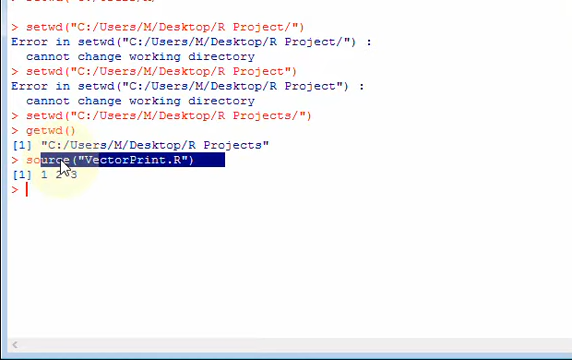 > setwd("C:/Users/M/Desktop/R Project/")
Error in setwd("C:/Users/M/Desktop/R Project/") :
cannot change working directory
> setwd("C:/Users/M/Desktop/R Project")
Error in setwd("C:/Users/M/Desktop/R Project") :
cannot change working directory
> setwd("C:/Users/M/Desktop/R Projects/")
> getwd()
[1] "C:/Users/M/Desktop/R Projects"
> source("VectorPrint.R")
[1] 1 2 3
>